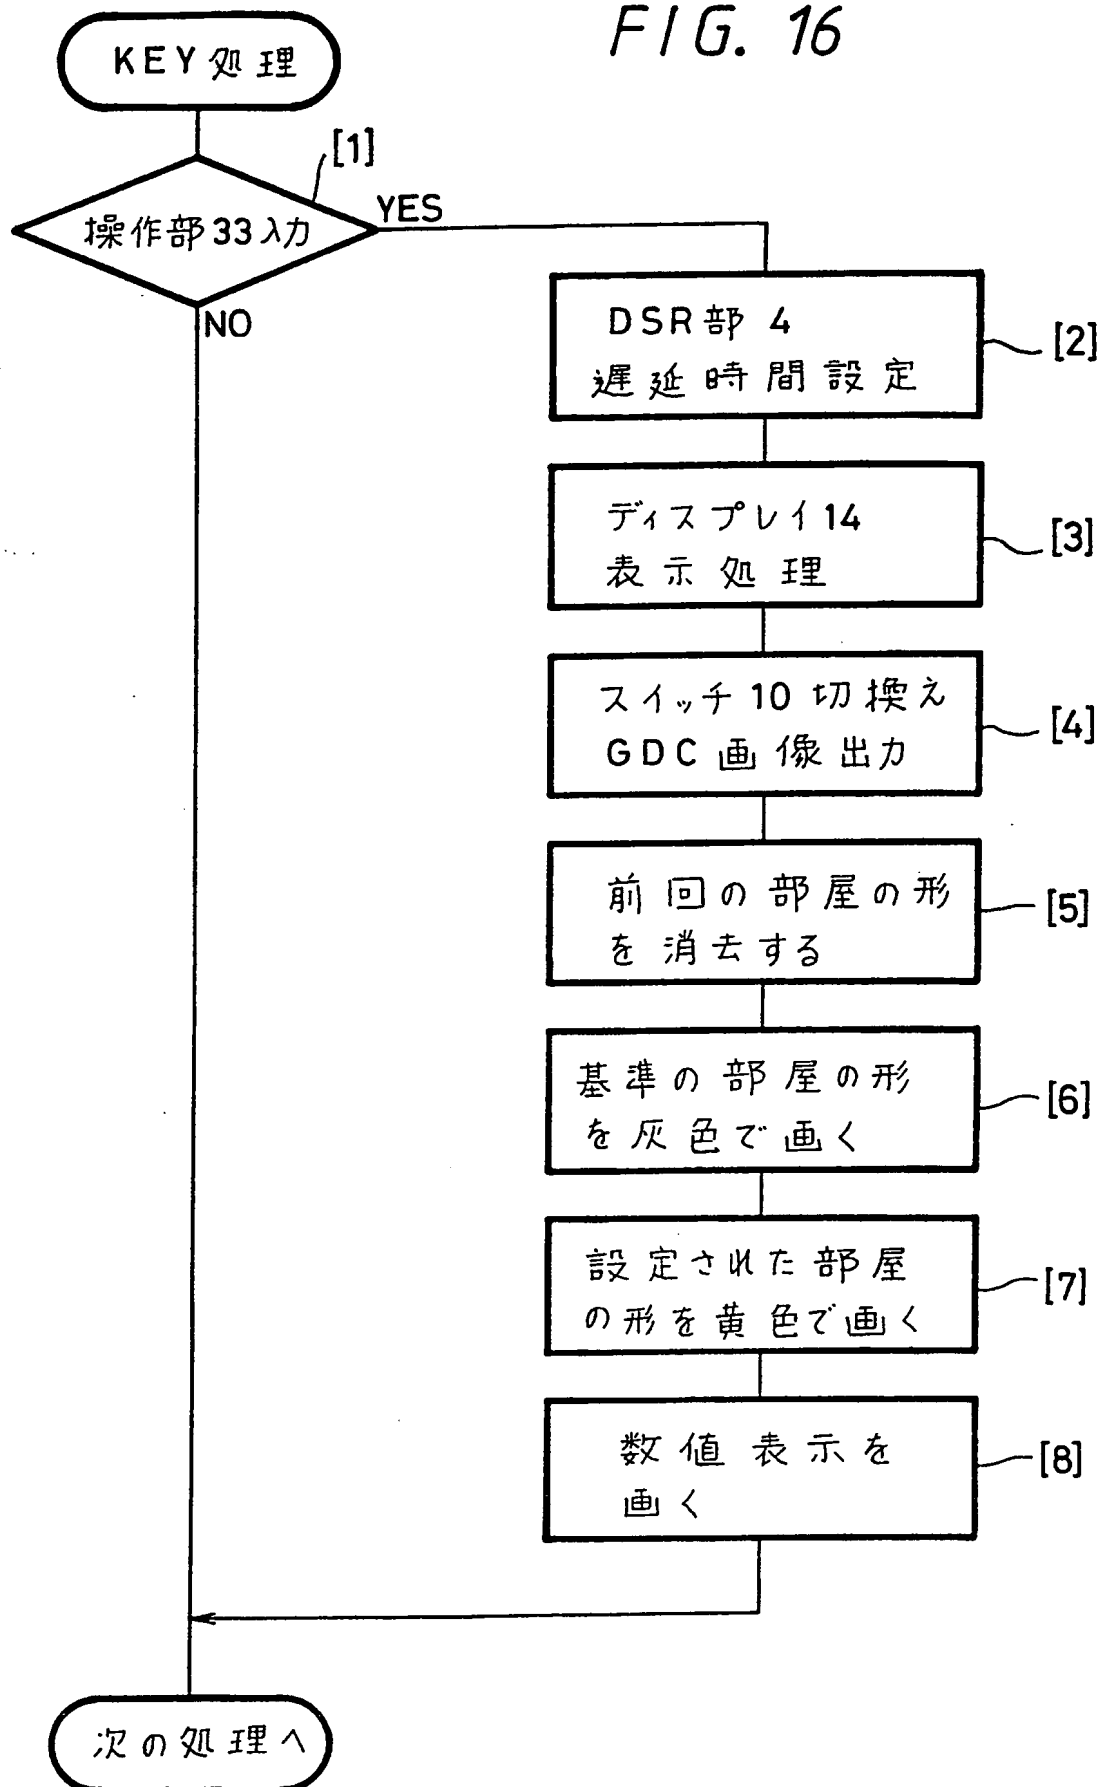 FIG. 16
KEY処理
[1]
操作部33入力
YES
NO
DSR部 4
遅延時間設定
[2]
ディスプレイ14
表示処理
[3]
スイッチ10切換え
GDC画像出力
[4]
前回の部屋の形
を消去する
[5]
基準の部屋の形
を灰色で画く
[6]
設定された部屋
の形を黄色で画く
[7]
数値表示を
画く
[8]
次の処理へ